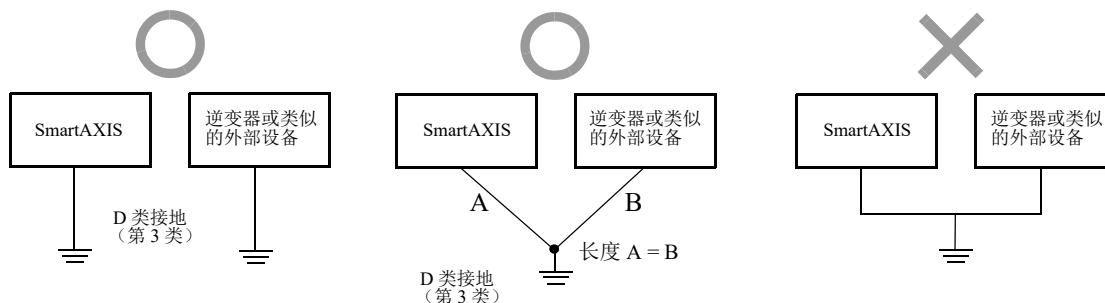 SmartAXIS
逆变器或类似
的外部设备
D 类接地
（第 3 类）
SmartAXIS
逆变器或类似
的外部设备
A
B
长度 A = B
D 类接地
（第 3 类）
SmartAXIS
逆变器或类似
的外部设备